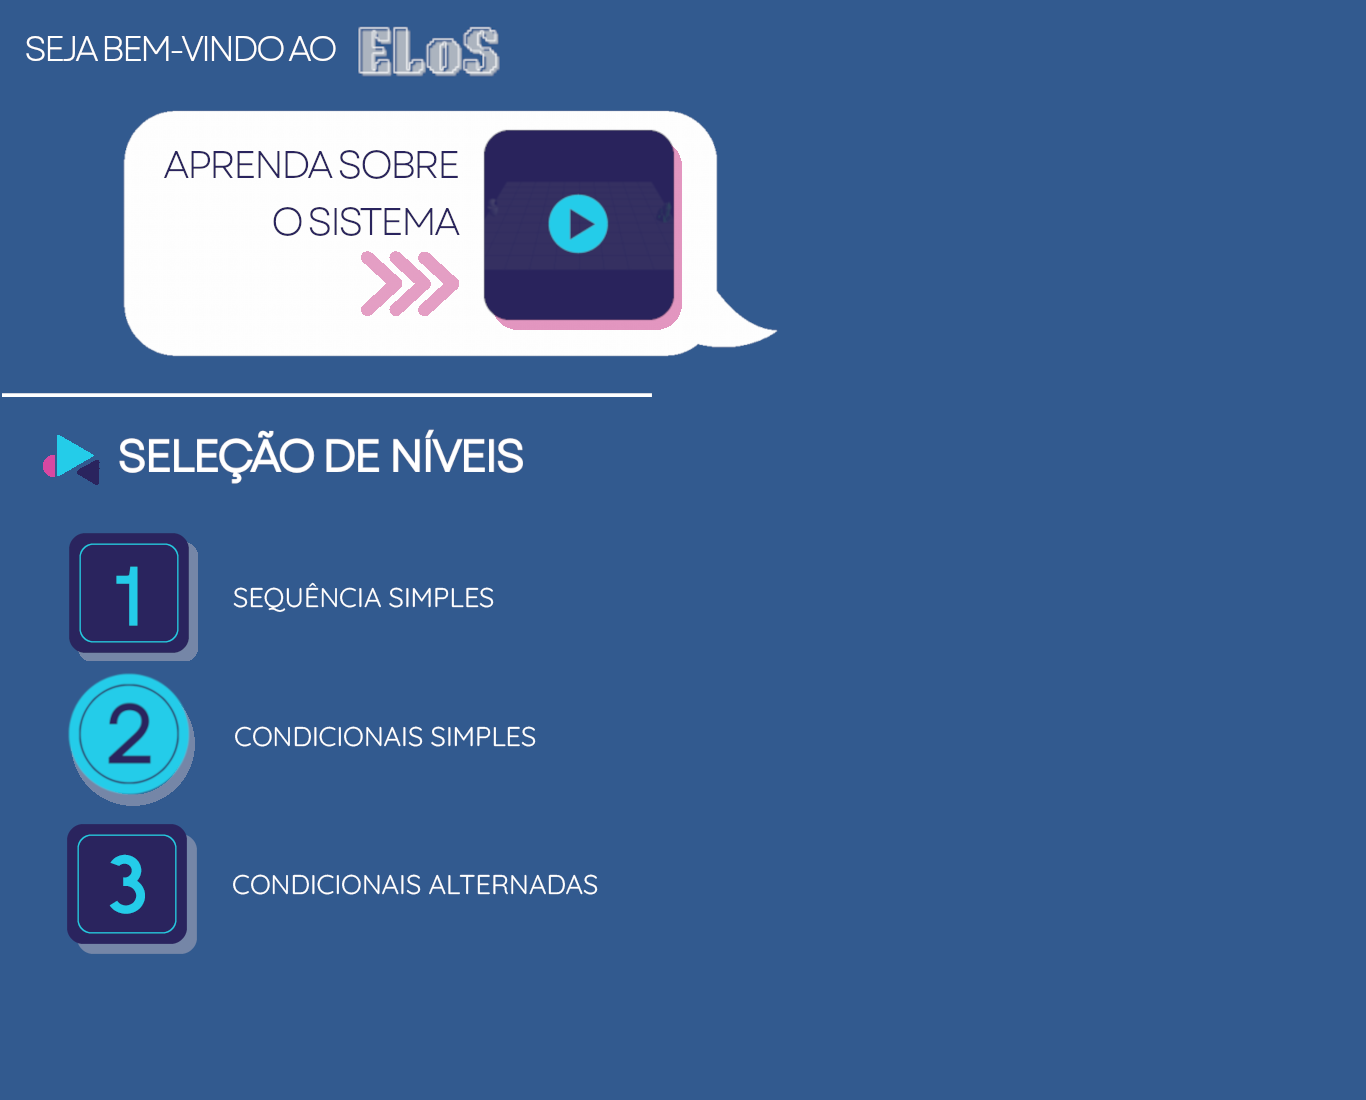 SEJA BEM-VINDO AO ELoS
APRENDA SOBRE
O SISTEMA
SELEÇÃO DE NÍVEIS
1 SEQUÊNCIA SIMPLES
2 CONDICIONAIS SIMPLES
3 CONDICIONAIS ALTERNADAS